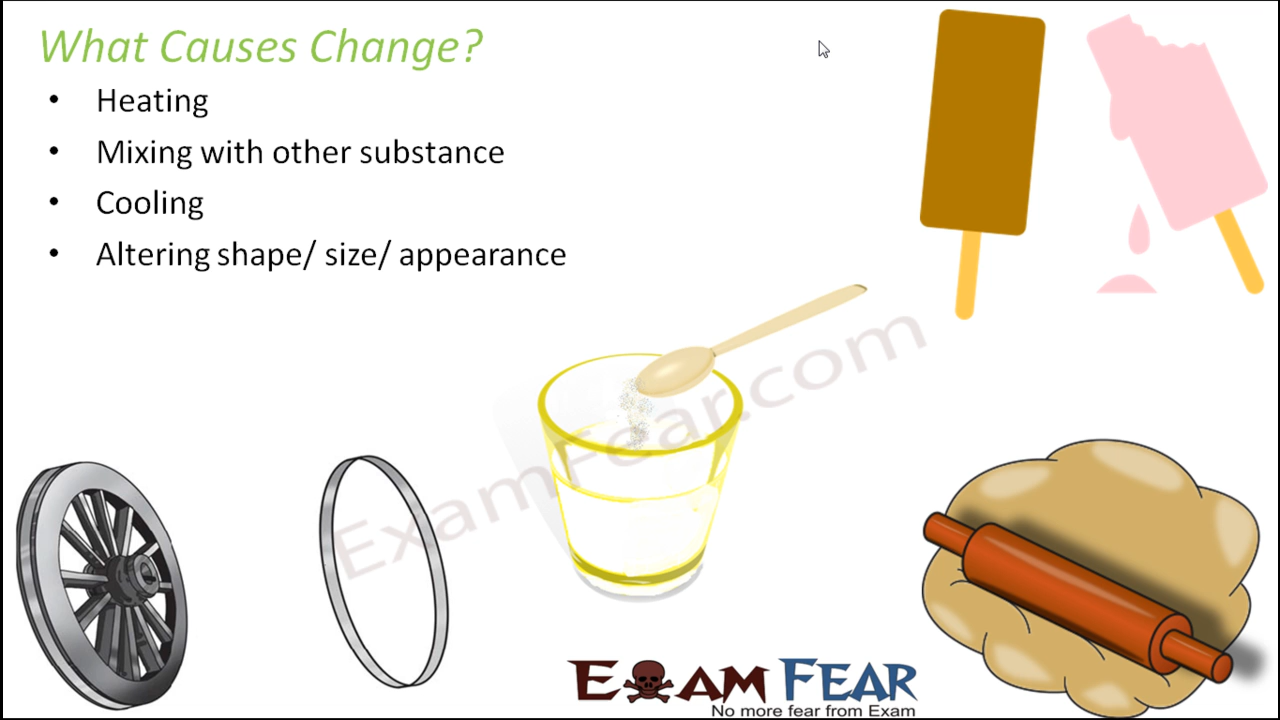 What Causes Change?
• Heating
• Mixing with other substance
• Cooling
• Altering shape/ size/ appearance
ExamFear.com
EXAM FEAR
No more fear from Exam